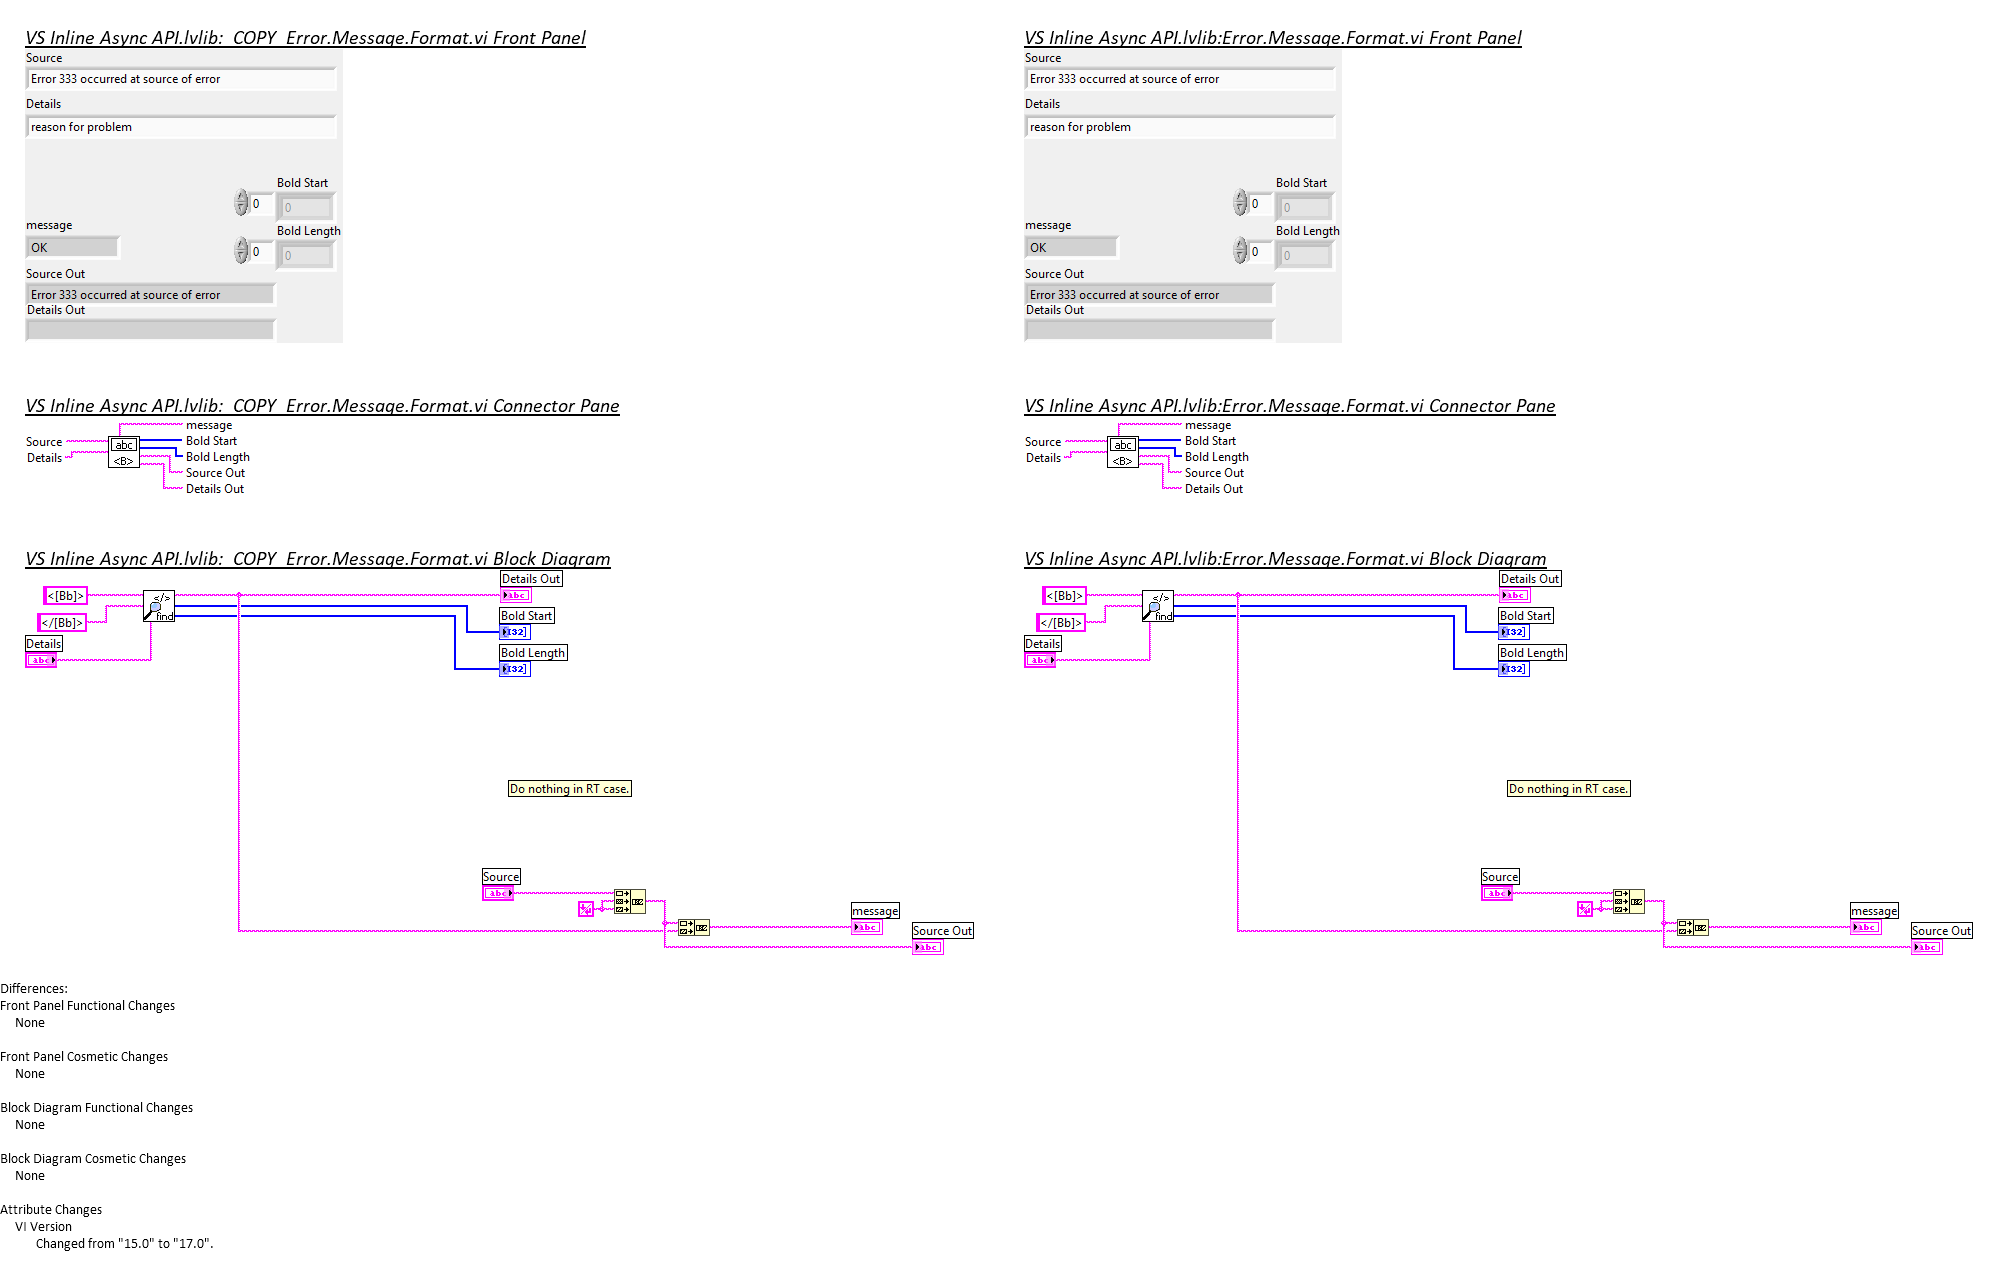 VS Inline Async API.lvlib:  COPY  Error.Message.Format.vi Front Panel
Source
Error 333 occurred at source of error
Details
reason for problem
Bold Start
0
0
message
Bold Length
OK
0
0
Source Out
Error 333 occurred at source of error
Details Out
VS Inline Async API.lvlib:Error.Message.Format.vi Front Panel
Source
Error 333 occurred at source of error
Details
reason for problem
Bold Start
0
0
message
Bold Length
OK
0
0
Source Out
Error 333 occurred at source of error
Details Out
VS Inline Async API.lvlib:  COPY  Error.Message.Format.vi Connector Pane
message
Source
abc
Bold Start
Details
<B>
Bold Length
Source Out
Details Out
VS Inline Async API.lvlib:Error.Message.Format.vi Connector Pane
message
Source
abc
Bold Start
Details
<B>
Bold Length
Source Out
Details Out
VS Inline Async API.lvlib:  COPY  Error.Message.Format.vi Block Diagram
Details Out
<[Bb]>
</>
find
abc
Bold Start
</[Bb]>
[I32]
Details
abc
Bold Length
[I32]
Do nothing in RT case.
Source
abc
message
abc
Source Out
abc
VS Inline Async API.lvlib:Error.Message.Format.vi Block Diagram
Details Out
<[Bb]>
</>
find
abc
Bold Start
</[Bb]>
[I32]
Details
abc
Bold Length
[I32]
Do nothing in RT case.
Source
abc
message
abc
Source Out
abc
Differences:
Front Panel Functional Changes
None
Front Panel Cosmetic Changes
None
Block Diagram Functional Changes
None
Block Diagram Cosmetic Changes
None
Attribute Changes
VI Version
Changed from "15.0" to "17.0".